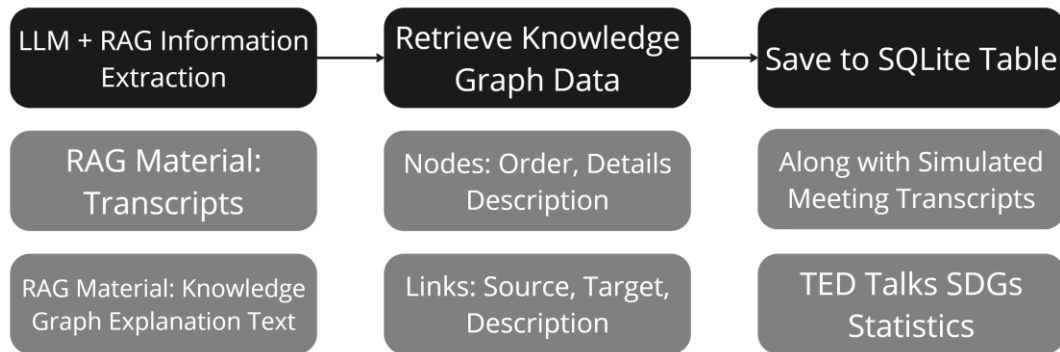 LLM + RAG Information
Extraction
Retrieve Knowledge
Graph Data
Save to SQLite Table
RAG Material:
Transcripts
Nodes: Order, Details
Description
Along with Simulated
Meeting Transcripts
RAG Material: Knowledge
Graph Explanation Text
Links: Source, Target,
Description
TED Talks SDGs
Statistics